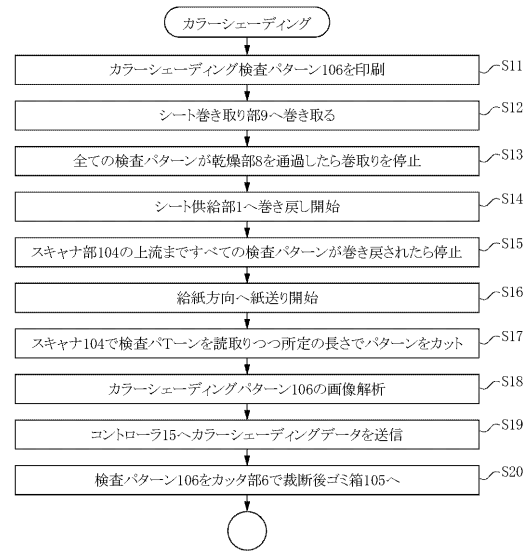 カラーシェーディング
カラーシェーディング検査パターン106を印刷
S11
シート巻き取り部9へ巻き取る
S12
全ての検査パターンが乾燥部8を通過したら巻取りを停止
S13
シート供給部1へ巻き戻し開始
S14
スキャナ部104の上流まですべての検査パターンが巻き戻されたら停止
S15
給紙方向へ紙送り開始
S16
スキャナ104で検査パTーンを読取りつつ所定の長さでパターンをカット
S17
カラーシェーディングパターン106の画像解析
S18
コントローラ15へカラーシェーディングデータを送信
S19
検査パターン106をカッタ部6で裁断後ゴミ箱105へ
S20